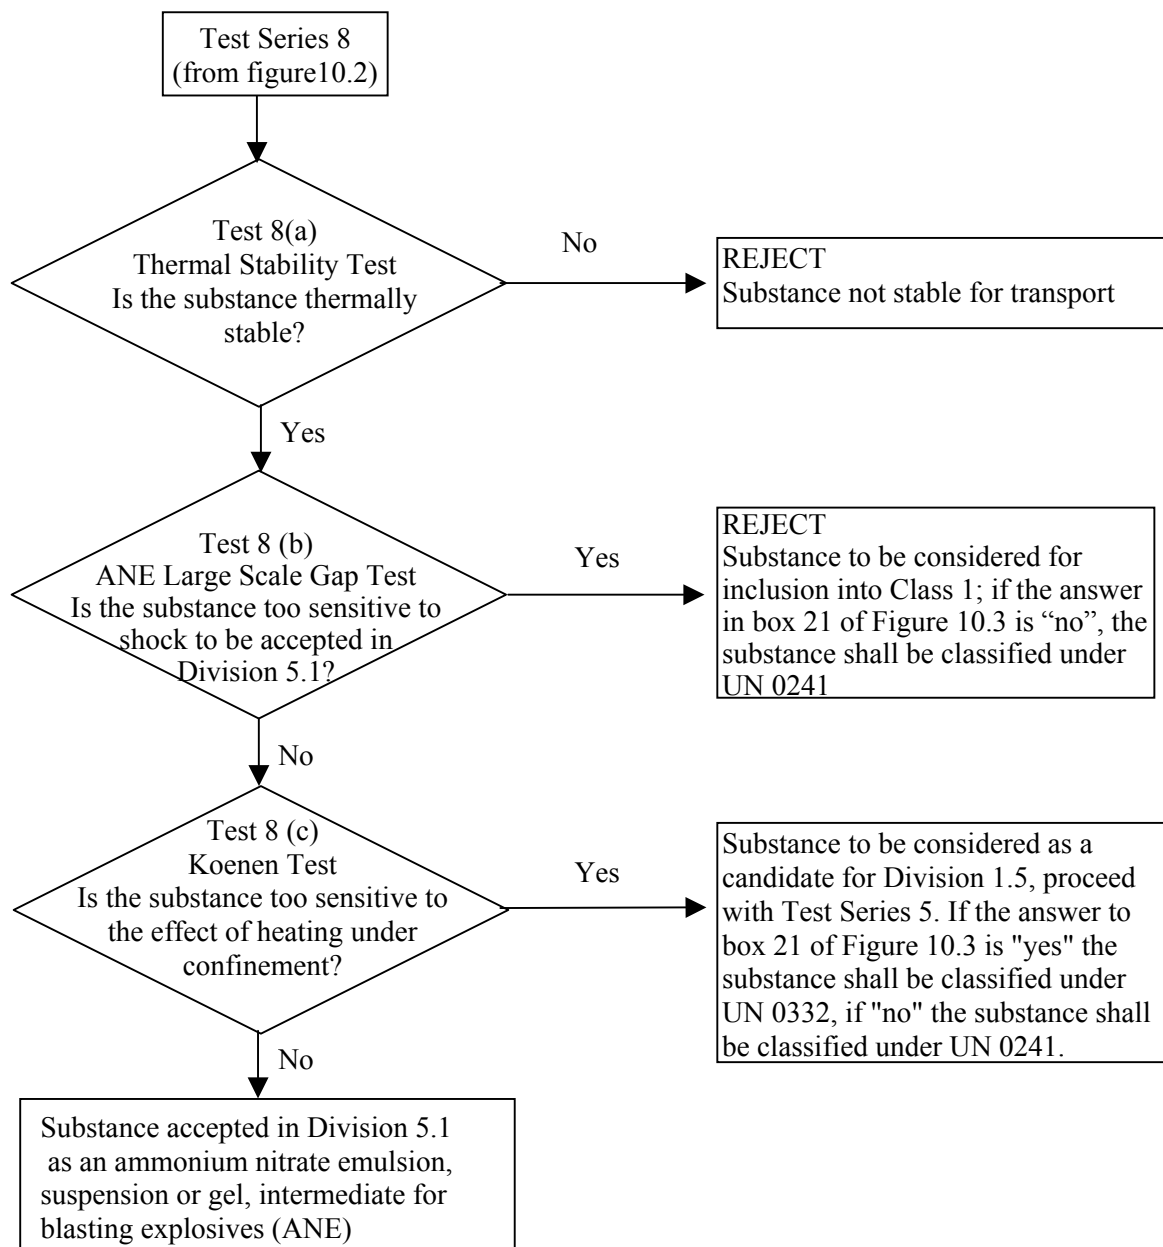 Test Series 8
(from figure10.2)
Test 8(a)
Thermal Stability Test
Is the substance thermally
stable?
No
REJECT
Substance not stable for transport
Yes
Test 8 (b)
ANE Large Scale Gap Test
Is the substance too sensitive to
shock to be accepted in
Division 5.1?
Yes
REJECT
Substance to be considered for
inclusion into Class 1; if the answer
in box 21 of Figure 10.3 is “no”, the
substance shall be classified under
UN 0241
No
Test 8 (c)
Koenen Test
Is the substance too sensitive to
the effect of heating under
confinement?
Yes
Substance to be considered as a
candidate for Division 1.5, proceed
with Test Series 5. If the answer to
box 21 of Figure 10.3 is "yes" the
substance shall be classified under
UN 0332, if "no" the substance shall
be classified under UN 0241.
No
Substance accepted in Division 5.1
as an ammonium nitrate emulsion,
suspension or gel, intermediate for
blasting explosives (ANE)